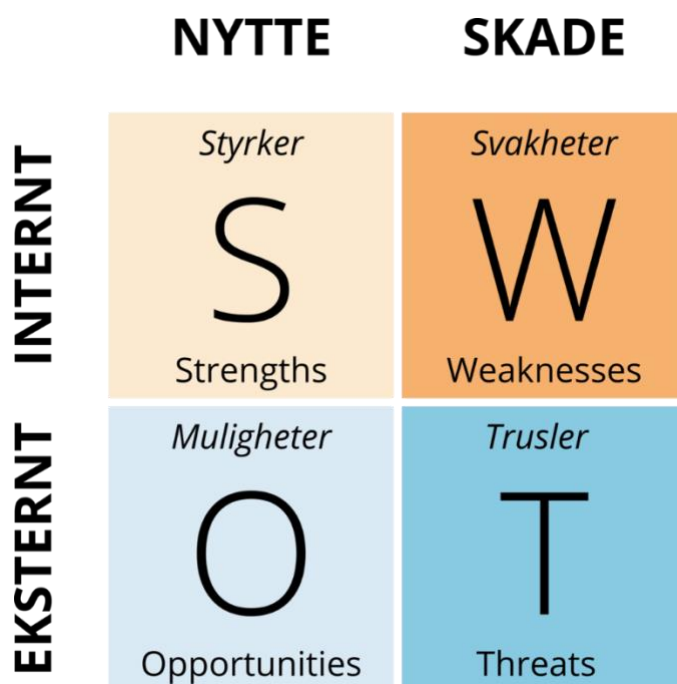 NYTTE SKADE
INTERNT
Styrker
S
Strengths
Svakheter
W
Weaknesses
EKSTERNT
Muligheter
O
Opportunities
Trusler
T
Threats